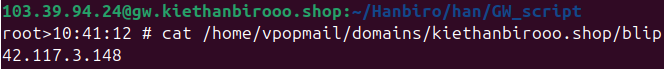 103.39.94.24@gw.kiethanbirooo.shop:~/Hanbiro/han/GW_script
root>10:41:12 # cat /home/vpopmail/domains/kiethanbirooo.shop/blip
42.117.3.148